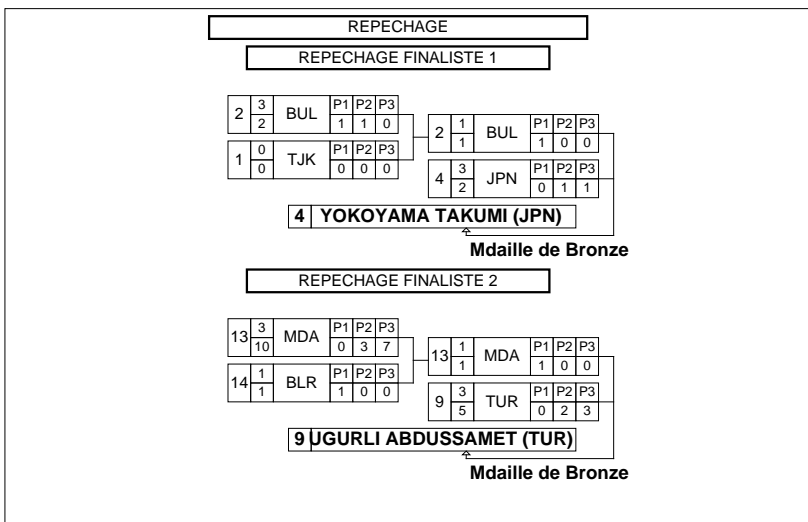 REPECHAGE
REPECHAGE FINALISTE 1
2 3 BUL P1 P2 P3
2 1 1 0
1 0 TJK P1 P2 P3
0 0 0 0
2 1 BUL P1 P2 P3
1 1 0 0
4 3 JPN P1 P2 P3
2 0 1 1
4 YOKOYAMA TAKUMI (JPN)
Mdaille de Bronze
REPECHAGE FINALISTE 2
13 3 MDA P1 P2 P3
10 0 3 7
14 1 BLR P1 P2 P3
1 1 0 0
13 1 MDA P1 P2 P3
1 1 0 0
9 3 TUR P1 P2 P3
5 0 2 3
9 UGURLI ABDUSSAMET (TUR)
Mdaille de Bronze